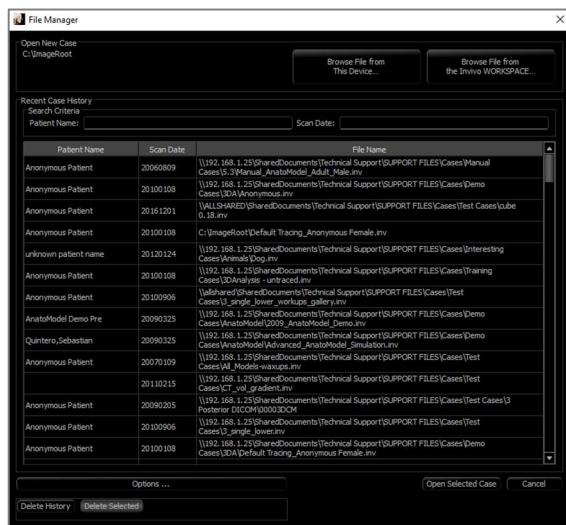 File Manager
Open New Case
C:\ImageRoot
Browse File from
This Device...
Browse File from
the Invivo WORKSPACE...
Recent Case History
Search Criteria
Patient Name:
Scan Date:
Patient Name Scan Date File Name
Anonymous Patient 20060809 \\192.168.1.25\SharedDocuments\Technical Support\SUPPORT FILES\Cases\Manual
Cases\5.3\Manual_AnatoModel_Adult_Male.inv
Anonymous Patient 20100108 \\192.168.1.25\SharedDocuments\Technical Support\SUPPORT FILES\Cases\Demo
Cases\3DA\Anonymous.inv
Anonymous Patient 20161201 \\ALLSHARED\SharedDocuments\Technical Support\SUPPORT FILES\Cases\Test Cases\cube
0.18.inv
Anonymous Patient 20100108 C:\ImageRoot\Default Tracing_Anonymous Female.inv
unknown patient name 20120124 \\192.168.1.25\SharedDocuments\Technical Support\SUPPORT FILES\Cases\Interesting
Cases\Animals\Dog.inv
Anonymous Patient 20100108 \\192.168.1.25\SharedDocuments\Technical Support\SUPPORT FILES\Cases\Training
Cases\3DAnalysis - untraced.inv
Anonymous Patient 20100906 \\allshared\SharedDocuments\Technical Support\SUPPORT FILES\Cases\Test
Cases\3_single_lower_workups_gallery.inv
AnatoModel Demo Pre 20090325 \\192.168.1.25\SharedDocuments\Technical Support\SUPPORT FILES\Cases\Demo
Cases\AnatoModel\2009_AnatoModel_Demo.inv
Quintero,Sebastian 20090325 \\192.168.1.25\SharedDocuments\Technical Support\SUPPORT FILES\Cases\Demo
Cases\AnatoModel\Advanced_AnatoModel_Simulation.inv
Anonymous Patient 20070109 \\192.168.1.25\SharedDocuments\Technical Support\SUPPORT FILES\Cases\Test
Cases\All_Models-waxups.inv
20110215 \\192.168.1.25\SharedDocuments\Technical Support\SUPPORT FILES\Cases\Test
Cases\CT_vol_gradient.inv
Anonymous Patient 20090205 \\192.168.1.25\SharedDocuments\Technical Support\SUPPORT FILES\Cases\Test Cases\3
Posterior DICOM\00003DCM
Anonymous Patient 20100906 \\192.168.1.25\SharedDocuments\Technical Support\SUPPORT FILES\Cases\Test
Cases\3_single_lower.inv
Anonymous Patient 20100108 \\192.168.1.25\SharedDocuments\Technical Support\SUPPORT FILES\Cases\Demo
Cases\3DA\Default Tracing_Anonymous Female.inv
Options ...
Open Selected Case
Cancel
Delete History
Delete Selected